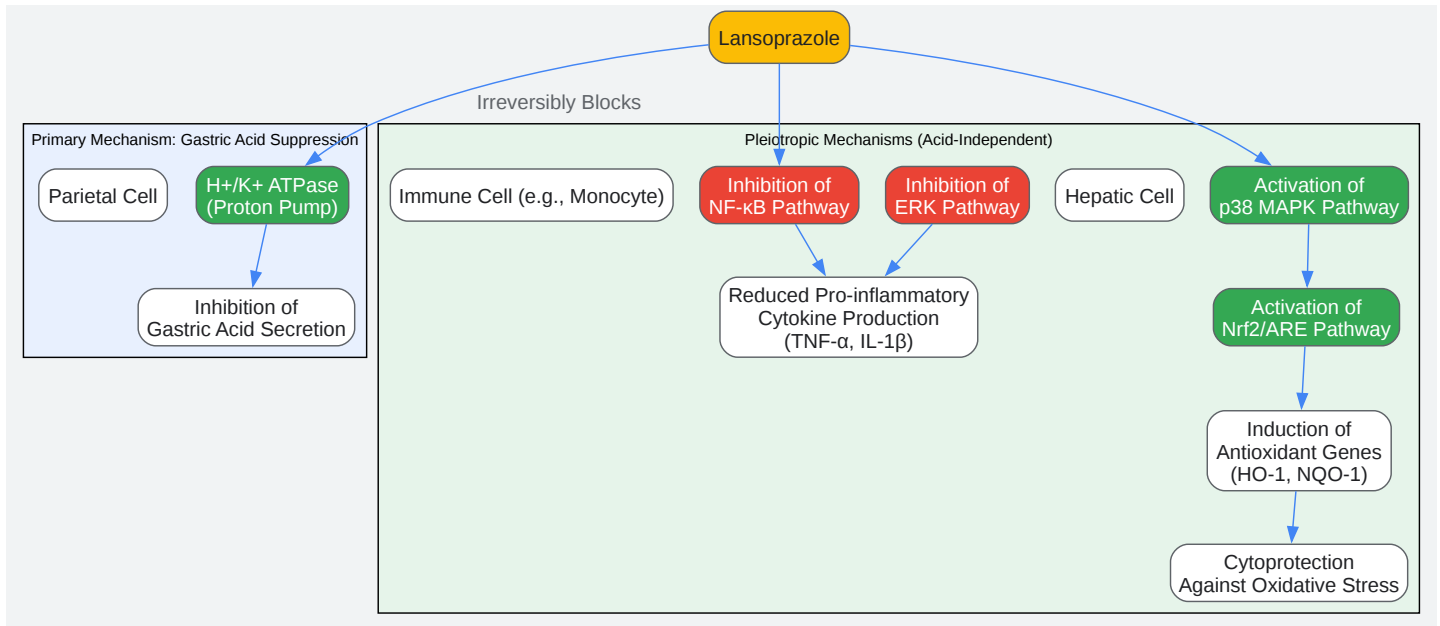 Lansoprazole
Irreversibly Blocks
Primary Mechanism: Gastric Acid Suppression
Parietal Cell
H+/K+ ATPase
(Proton Pump)
Inhibition of
Gastric Acid Secretion
Pleiotropic Mechanisms (Acid-Independent)
Immune Cell (e.g., Monocyte)
Inhibition of
NF-κB Pathway
Inhibition of
ERK Pathway
Reduced Pro-inflammatory
Cytokine Production
(TNF-α, IL-1β)
Hepatic Cell
Activation of
p38 MAPK Pathway
Activation of
Nrf2/ARE Pathway
Induction of
Antioxidant Genes
(HO-1, NQO-1)
Cytoprotection
Against Oxidative Stress